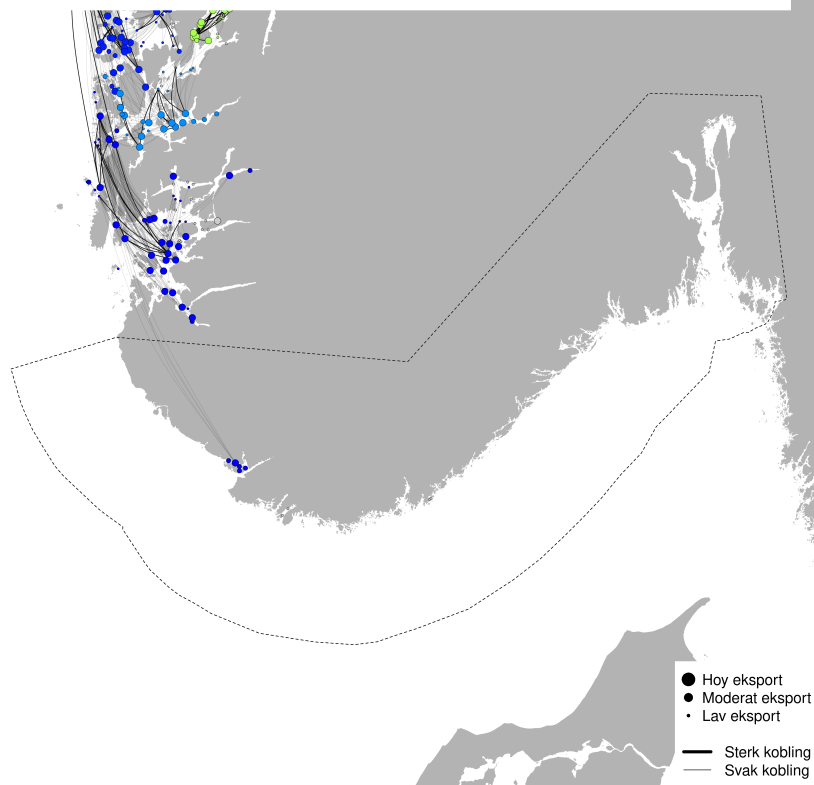 Hoy eksport
Moderat eksport
Lav eksport
Sterk kobling
Svak kobling